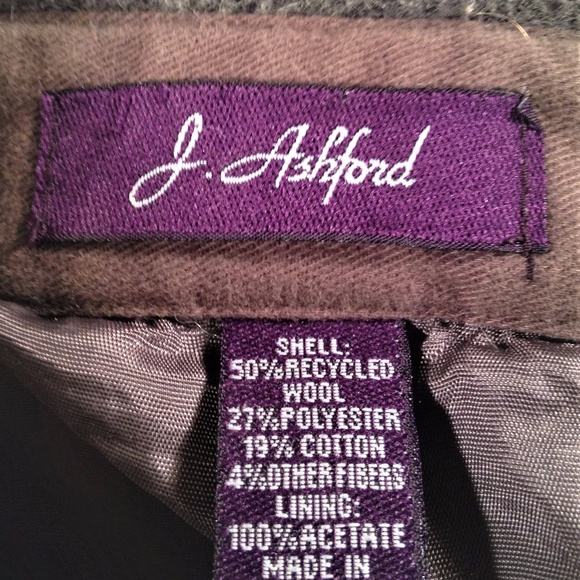 J. Ashford
SHELL:
50%RECYCLED
WOOL
27%POLYESTER
19% COTTON
4%OTHER FIBERS
LINING:
100%ACETATE
MADE IN